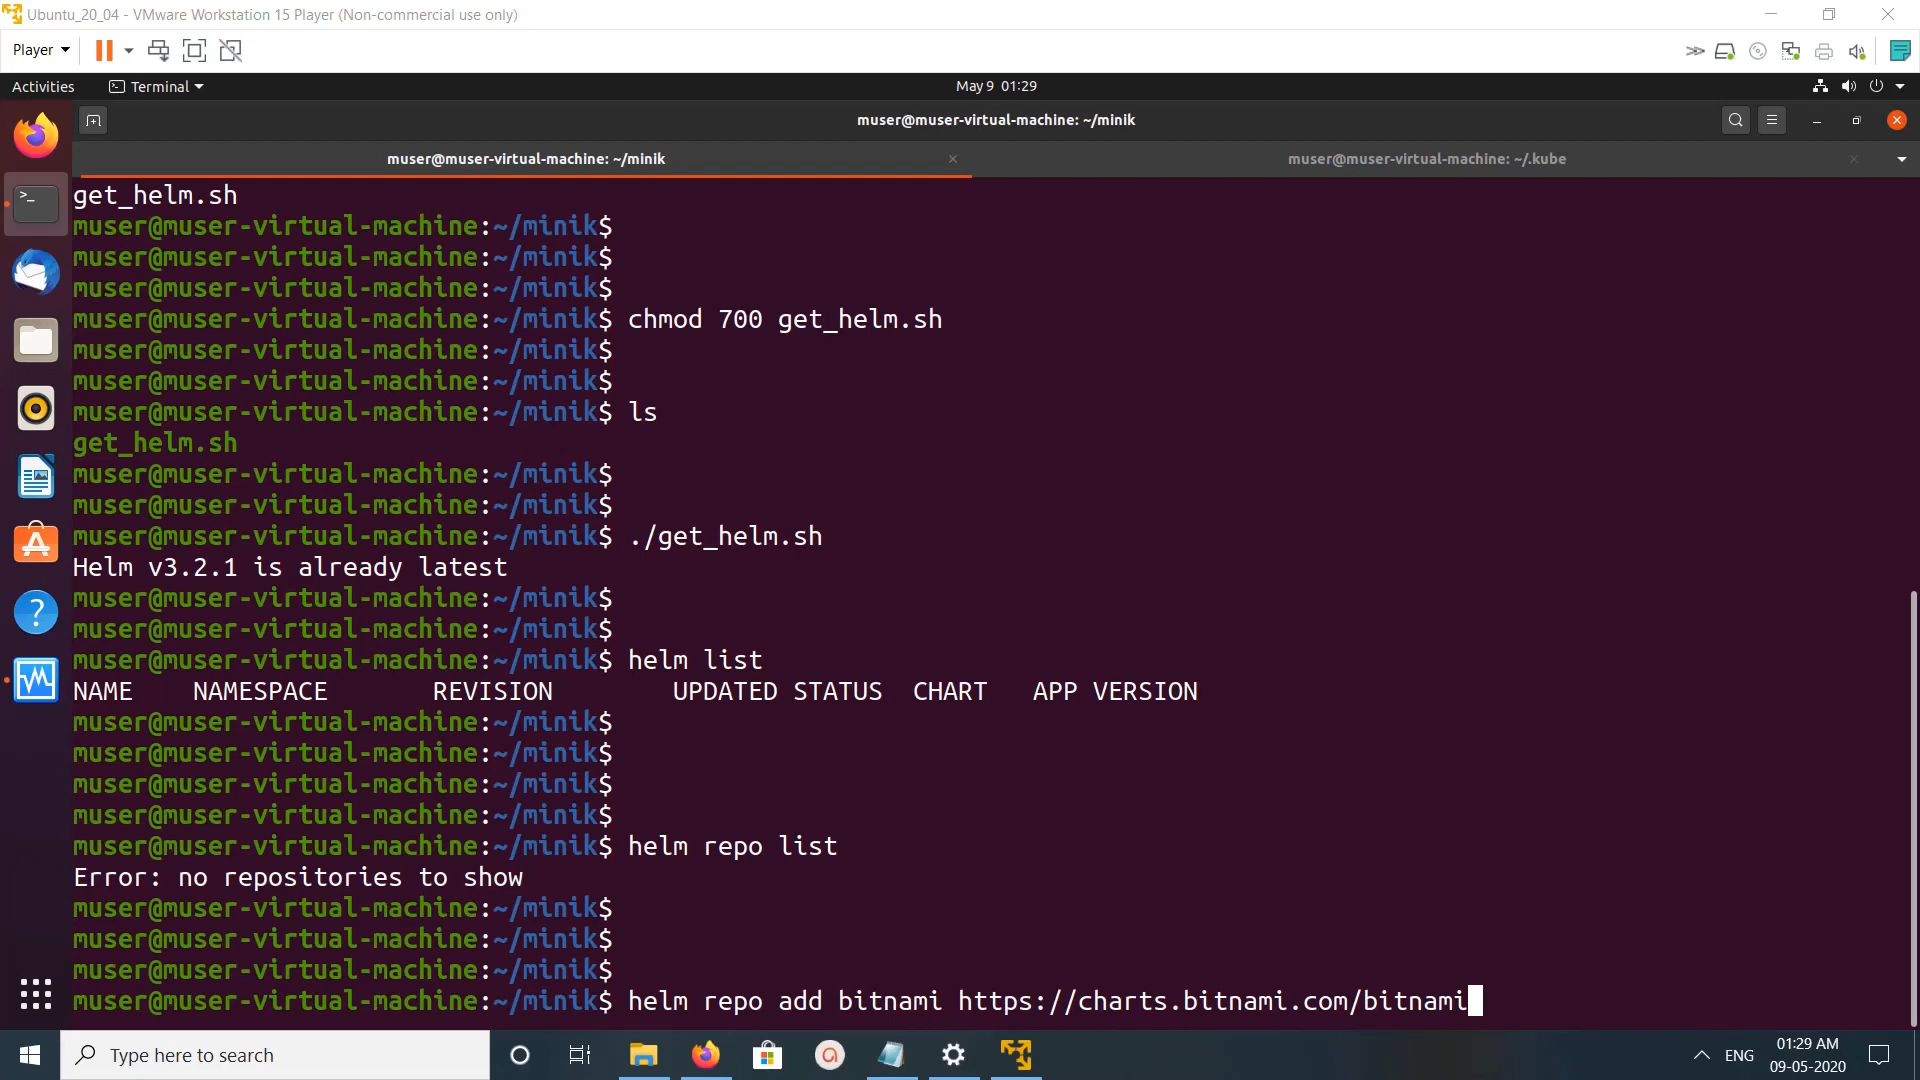 Ubuntu_20_04 - VMware Workstation 15 Player (Non-commercial use only)
Player
Activities
Terminal
May 9 01:29
muser@muser-virtual-machine: ~/minik
muser@muser-virtual-machine: ~/minik
muser@muser-virtual-machine: ~/.kube
get_helm.sh
muser@muser-virtual-machine:~/minik$
muser@muser-virtual-machine:~/minik$
muser@muser-virtual-machine:~/minik$
muser@muser-virtual-machine:~/minik$ chmod 700 get_helm.sh
muser@muser-virtual-machine:~/minik$
muser@muser-virtual-machine:~/minik$
muser@muser-virtual-machine:~/minik$ ls
get_helm.sh
muser@muser-virtual-machine:~/minik$
muser@muser-virtual-machine:~/minik$
muser@muser-virtual-machine:~/minik$ ./get_helm.sh
Helm v3.2.1 is already latest
muser@muser-virtual-machine:~/minik$
muser@muser-virtual-machine:~/minik$
muser@muser-virtual-machine:~/minik$ helm list
NAME NAMESPACE REVISION UPDATED STATUS CHART APP VERSION
muser@muser-virtual-machine:~/minik$
muser@muser-virtual-machine:~/minik$
muser@muser-virtual-machine:~/minik$
muser@muser-virtual-machine:~/minik$
muser@muser-virtual-machine:~/minik$ helm repo list
Error: no repositories to show
muser@muser-virtual-machine:~/minik$
muser@muser-virtual-machine:~/minik$
muser@muser-virtual-machine:~/minik$
muser@muser-virtual-machine:~/minik$ helm repo add bitnami https://charts.bitnami.com/bitnami
Type here to search
ENG
01:29 AM
09-05-2020